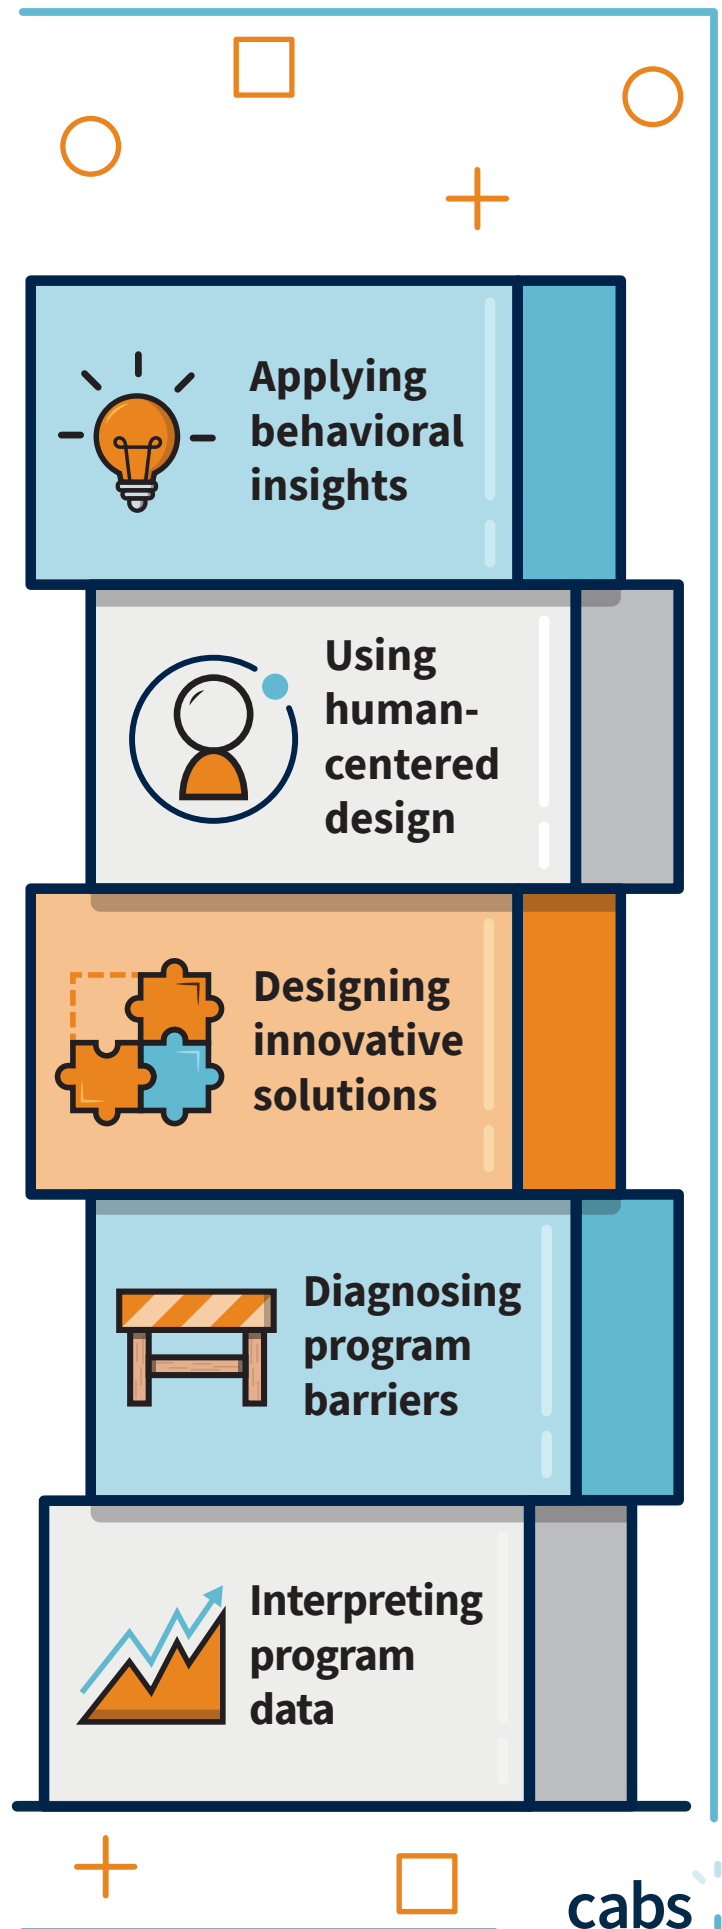 Applying
behavioral
insights
Using
human-
centered
design
Designing
innovative
solutions
Diagnosing
program
barriers
Interpreting
program
data
cabs